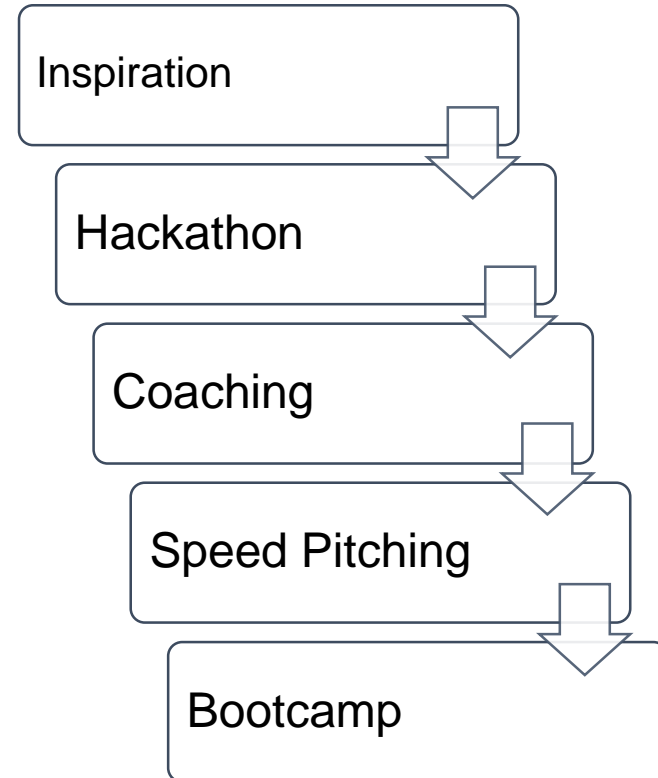 Inspiration
Hackathon
Coaching
Speed Pitching
Bootcamp